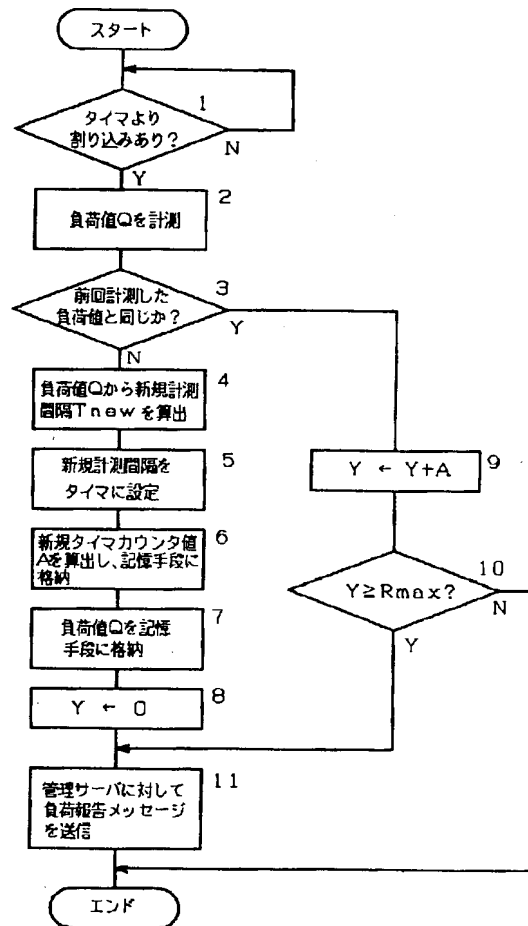 スタート
1
タイマより
割り込みあり?
N
Y
2
負荷値Qを計測
3
前回計測した
負荷値と同じか?
Y
N
4
負荷値Qから新規計測
間隔Tnewを算出
5
新規計測間隔を
タイマに設定
6
新規タイマカウンタ値
Aを算出し、記憶手段に
格納
7
負荷値Qを記憶
手段に格納
8
Y ← 0
9
Y ← Y+A
10
Y≧Rmax?
N
Y
11
管理サーバに対して
負荷報告メッセージ
を送信
エンド